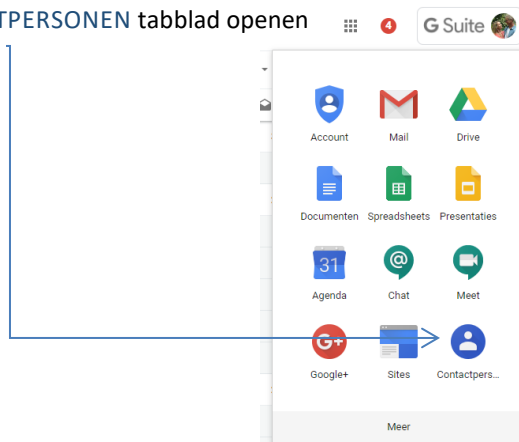 TPERSONEN tabblad openen
4
G Suite
Account Mail Drive
Documenten Spreadsheets Presentaties
31
Agenda Chat Meet
G+
Google+ Sites Contactpers...
Meer